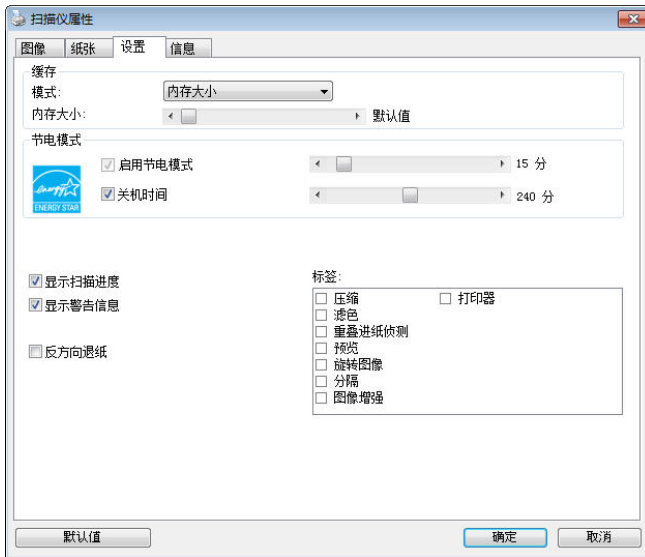 扫描仪属性
图像 纸张 设置 信息
缓存
模式: 内存大小
内存大小: 默认值
节电模式
启用节电模式 15 分
关机时间 240 分
energy
ENERGY STAR
显示扫描进度
显示警告信息
反方向退纸
标签:
压缩 打印器
滤色
重叠进纸侦测
预览
旋转图像
分隔
图像增强
默认值 确定 取消